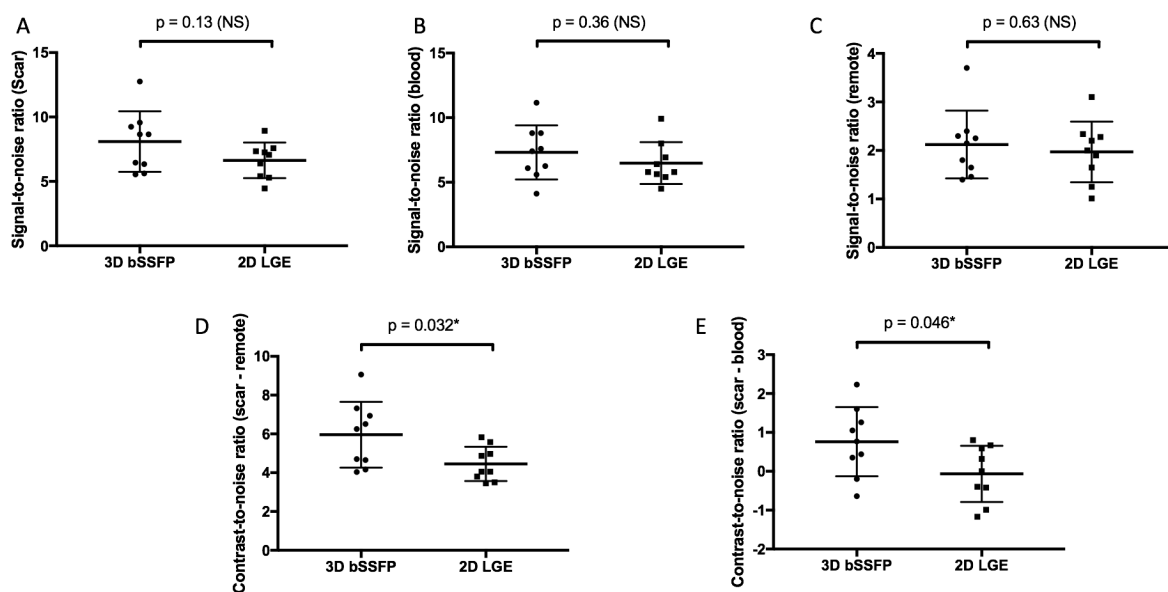 A
p = 0.13 (NS)
Signal-to-noise ratio (Scar)
15
10
5
0
3D bSSFP 2D LGE
B
p = 0.36 (NS)
Signal-to-noise ratio (blood)
15
10
5
0
3D bSSFP 2D LGE
C
p = 0.63 (NS)
Signal-to-noise ratio (remote)
4
3
2
1
0
3D bSSFP 2D LGE
D
p = 0.032*
Contrast-to-noise ratio (scar - remote)
10
8
6
4
2
0
3D bSSFP 2D LGE
E
p = 0.046*
Contrast-to-noise ratio (scar - blood)
3
2
1
0
-1
-2
3D bSSFP 2D LGE